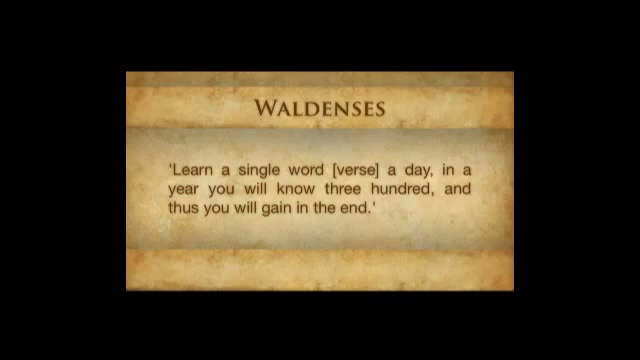 WALDENSES
'Learn a single word [verse] a day, in a
year you will know three hundred, and
thus you will gain in the end.'